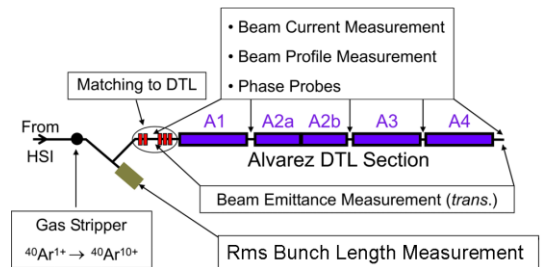 • Beam Current Measurement
• Beam Profile Measurement
• Phase Probes
Matching to DTL
A1 A2a A2b A3 A4
From
HSI
Alvarez DTL Section
Beam Emittance Measurement (trans.)
Gas Stripper
⁴⁰Ar¹⁺ → ⁴⁰Ar¹⁰⁺
Rms Bunch Length Measurement